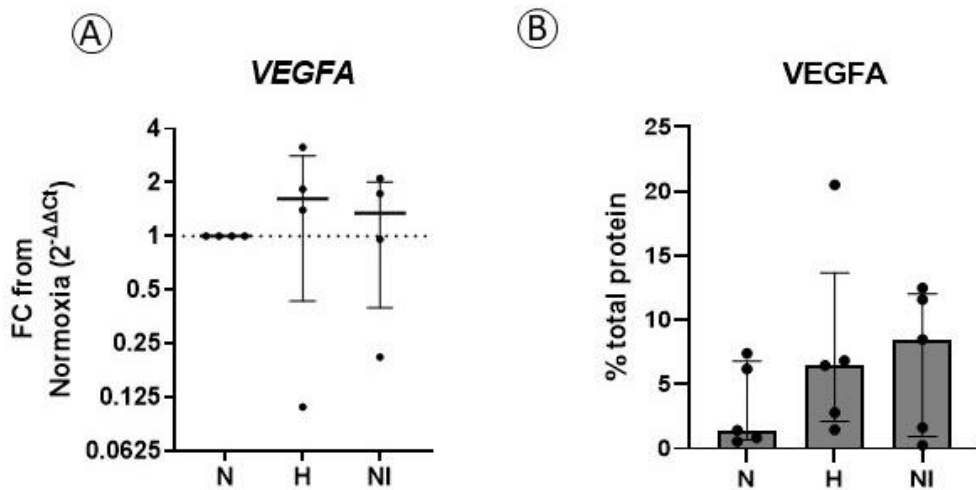 A
VEGFA
FC from
Normoxia (2^-ΔΔCt)
4
2
1
0.5
0.25
0.125
0.0625
N H NI
B
VEGFA
% total protein
25
20
15
10
5
0
N H NI